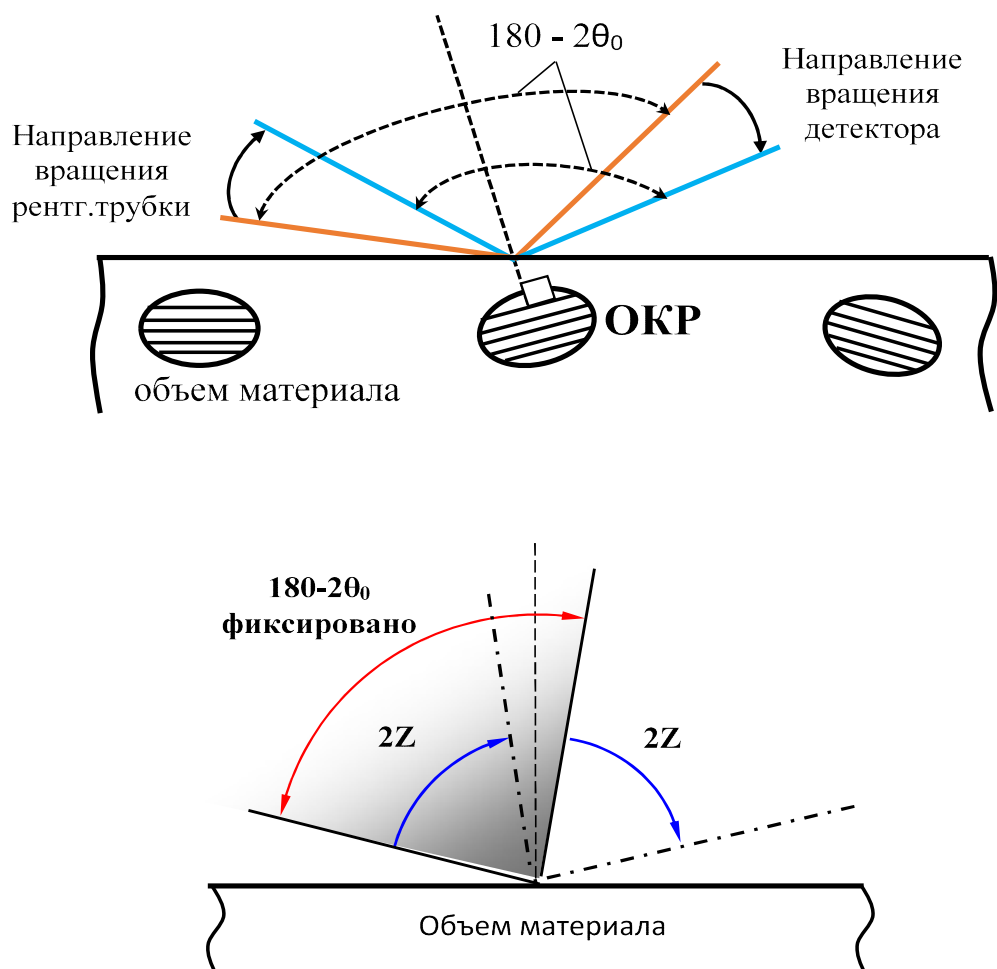 180 - 2θ₀
Направление
вращения
детектора
Направление
вращения
рентг.трубки
ОКР
объем материала
180-2θ₀
фиксировано
2Z
2Z
Объем материала